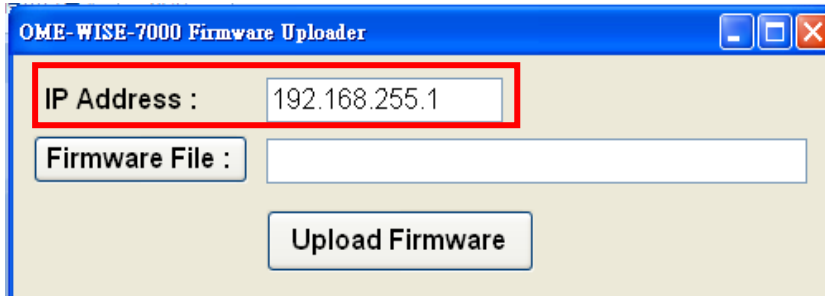 OME-WISE-7000 Firmware Uploader
IP Address :
192.168.255.1
Firmware File :
Upload Firmware